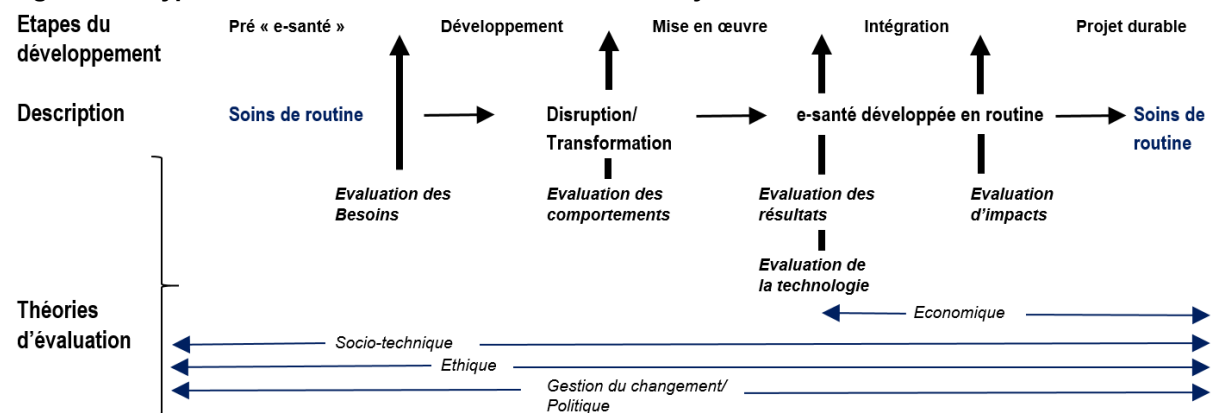 Etapes du
développement
Pré « e-santé »
Développement
Mise en œuvre
Intégration
Projet durable
Description
Soins de routine
Disruption/
Transformation
e-santé développée en routine
Soins de
routine
Evaluation des
Besoins
Evaluation des
comportements
Evaluation des
résultats
Evaluation
d’impacts
Evaluation de
la technologie
Théories
d’évaluation
Economique
Socio-technique
Ethique
Gestion du changement/
Politique